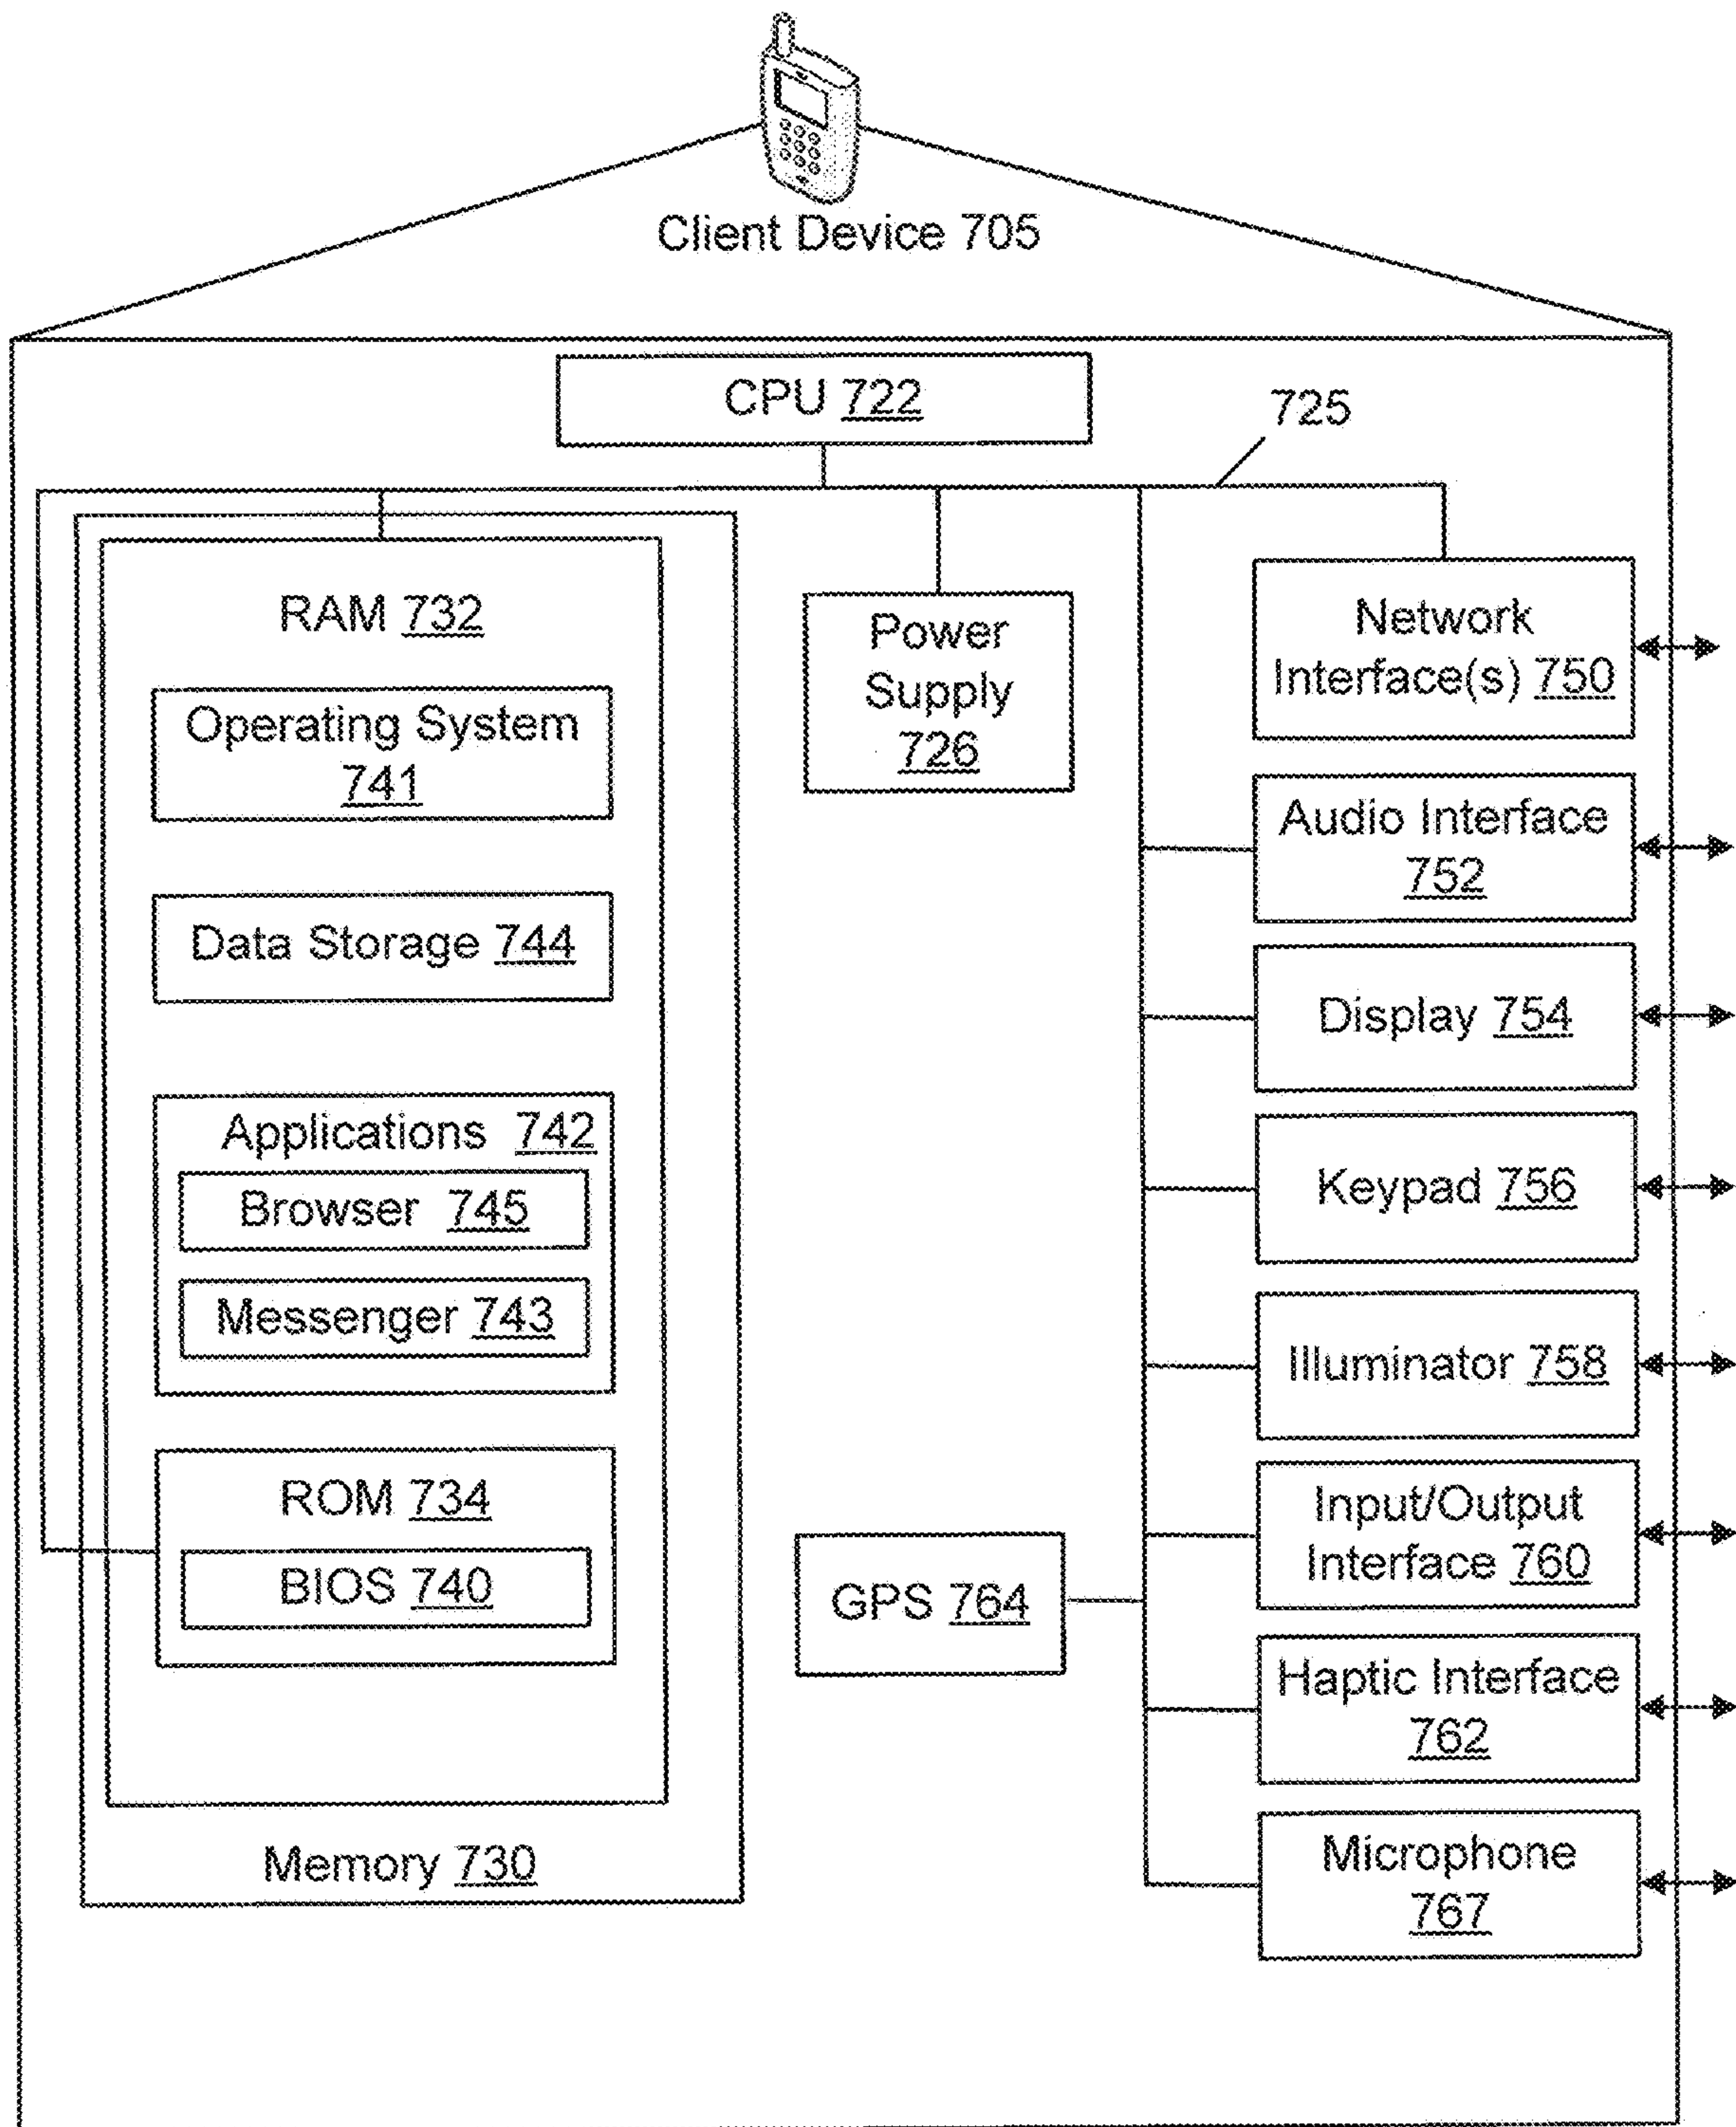 Client Device 705
CPU 722
725
RAM 732
Operating System
741
Data Storage 744
Applications 742
Browser 745
Messenger 743
ROM 734
BIOS 740
Memory 730
Power
Supply
726
GPS 764
Network
Interface(s) 750
Audio Interface
752
Display 754
Keypad 756
Illuminator 758
Input/Output
Interface 760
Haptic Interface
762
Microphone
767